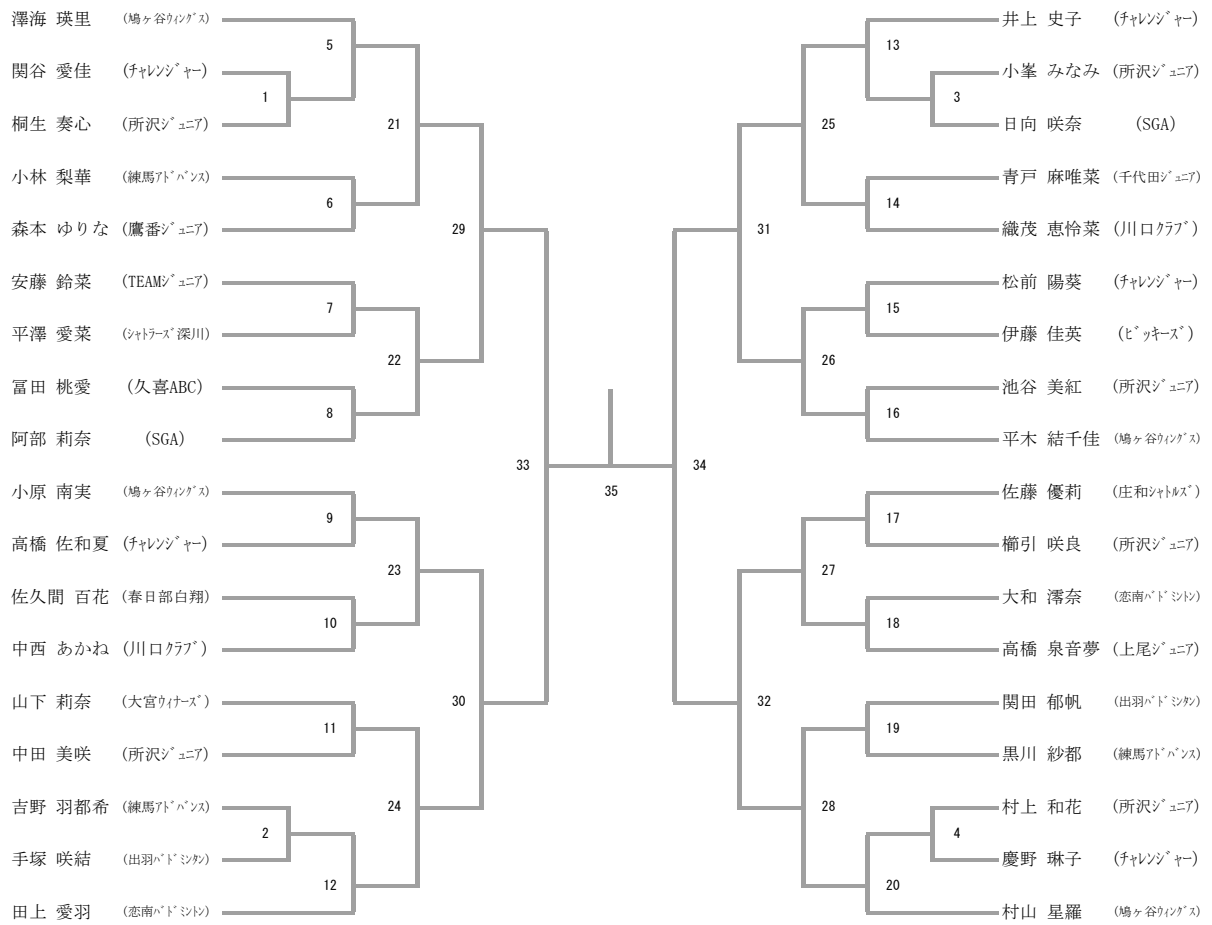 澤海 瑛里 (鳩ヶ谷ｳｨﾝｸﾞｽ)
関谷 愛佳 (ﾁｬﾚﾝｼﾞｬｰ)
桐生 奏心 (所沢ｼﾞｭﾆｱ)
小林 梨華 (練馬ｱﾄﾞﾊﾞﾝｽ)
森本 ゆりな (鷹番ｼﾞｭﾆｱ)
安藤 鈴菜 (TEAMｼﾞｭﾆｱ)
平澤 愛菜 (ｼｬﾄﾗｰｽﾞ深川)
冨田 桃愛 (久喜ABC)
阿部 莉奈 (SGA)
小原 南実 (鳩ヶ谷ｳｨﾝｸﾞｽ)
高橋 佐和夏 (ﾁｬﾚﾝｼﾞｬｰ)
佐久間 百花 (春日部白翔)
中西 あかね (川口ｸﾗﾌﾞ)
山下 莉奈 (大宮ｳｨﾅｰｽﾞ)
中田 美咲 (所沢ｼﾞｭﾆｱ)
吉野 羽都希 (練馬ｱﾄﾞﾊﾞﾝｽ)
手塚 咲結 (出羽ﾊﾞﾄﾞﾐﾝﾀﾝ)
田上 愛羽 (恋南ﾊﾞﾄﾞﾐﾝﾄﾝ)
1
2
5
6
7
8
9
10
11
12
21
22
23
24
29
30
33
35
34
31
32
25
26
27
28
13
14
15
16
17
18
19
20
3
4
井上 史子 (ﾁｬﾚﾝｼﾞｬｰ)
小峯 みなみ (所沢ｼﾞｭﾆｱ)
日向 咲奈 (SGA)
青戸 麻唯菜 (千代田ｼﾞｭﾆｱ)
織茂 恵怜菜 (川口ｸﾗﾌﾞ)
松前 陽葵 (ﾁｬﾚﾝｼﾞｬｰ)
伊藤 佳英 (ﾋﾞｯｷｰｽﾞ)
池谷 美紅 (所沢ｼﾞｭﾆｱ)
平木 結千佳 (鳩ヶ谷ｳｨﾝｸﾞｽ)
佐藤 優莉 (庄和ｼｬﾄﾙｽﾞ)
櫛引 咲良 (所沢ｼﾞｭﾆｱ)
大和 澪奈 (恋南ﾊﾞﾄﾞﾐﾝﾄﾝ)
高橋 泉音夢 (上尾ｼﾞｭﾆｱ)
関田 郁帆 (出羽ﾊﾞﾄﾞﾐﾝﾀﾝ)
黒川 紗都 (練馬ｱﾄﾞﾊﾞﾝｽ)
村上 和花 (所沢ｼﾞｭﾆｱ)
慶野 琳子 (ﾁｬﾚﾝｼﾞｬｰ)
村山 星羅 (鳩ヶ谷ｳｨﾝｸﾞｽ)